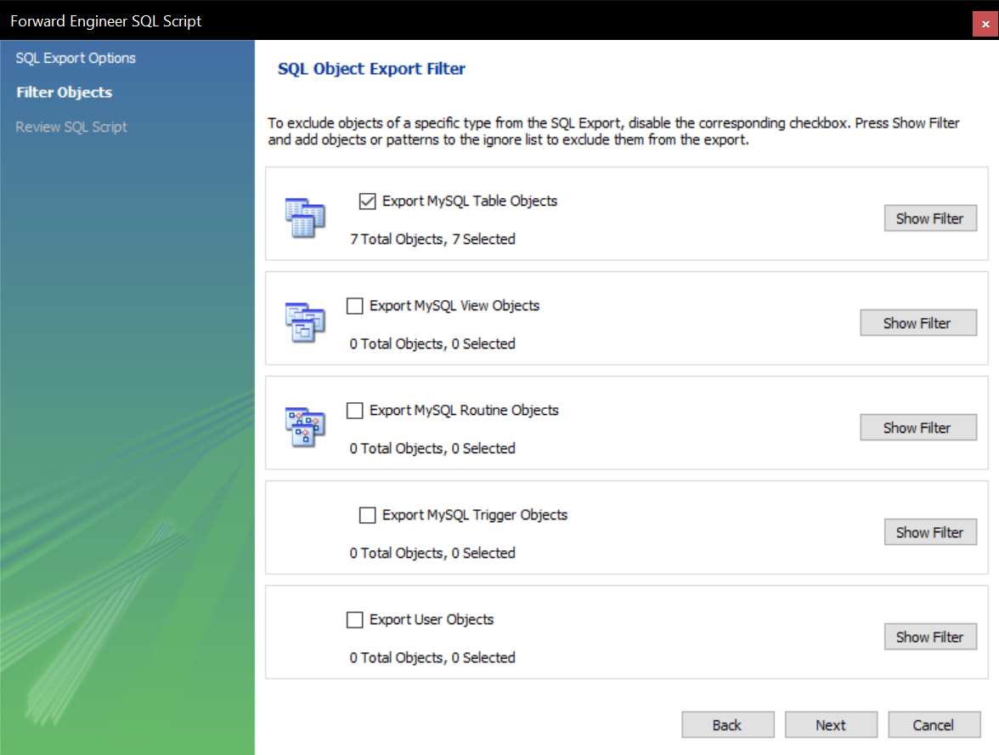 Forward Engineer SQL Script
SQL Export Options
Filter Objects
Review SQL Script
SQL Object Export Filter
To exclude objects of a specific type from the SQL Export, disable the corresponding checkbox. Press Show Filter
and add objects or patterns to the ignore list to exclude them from the export.
Export MySQL Table Objects
7 Total Objects, 7 Selected
Show Filter
Export MySQL View Objects
0 Total Objects, 0 Selected
Show Filter
Export MySQL Routine Objects
0 Total Objects, 0 Selected
Show Filter
Export MySQL Trigger Objects
0 Total Objects, 0 Selected
Show Filter
Export User Objects
0 Total Objects, 0 Selected
Show Filter
Back Next Cancel